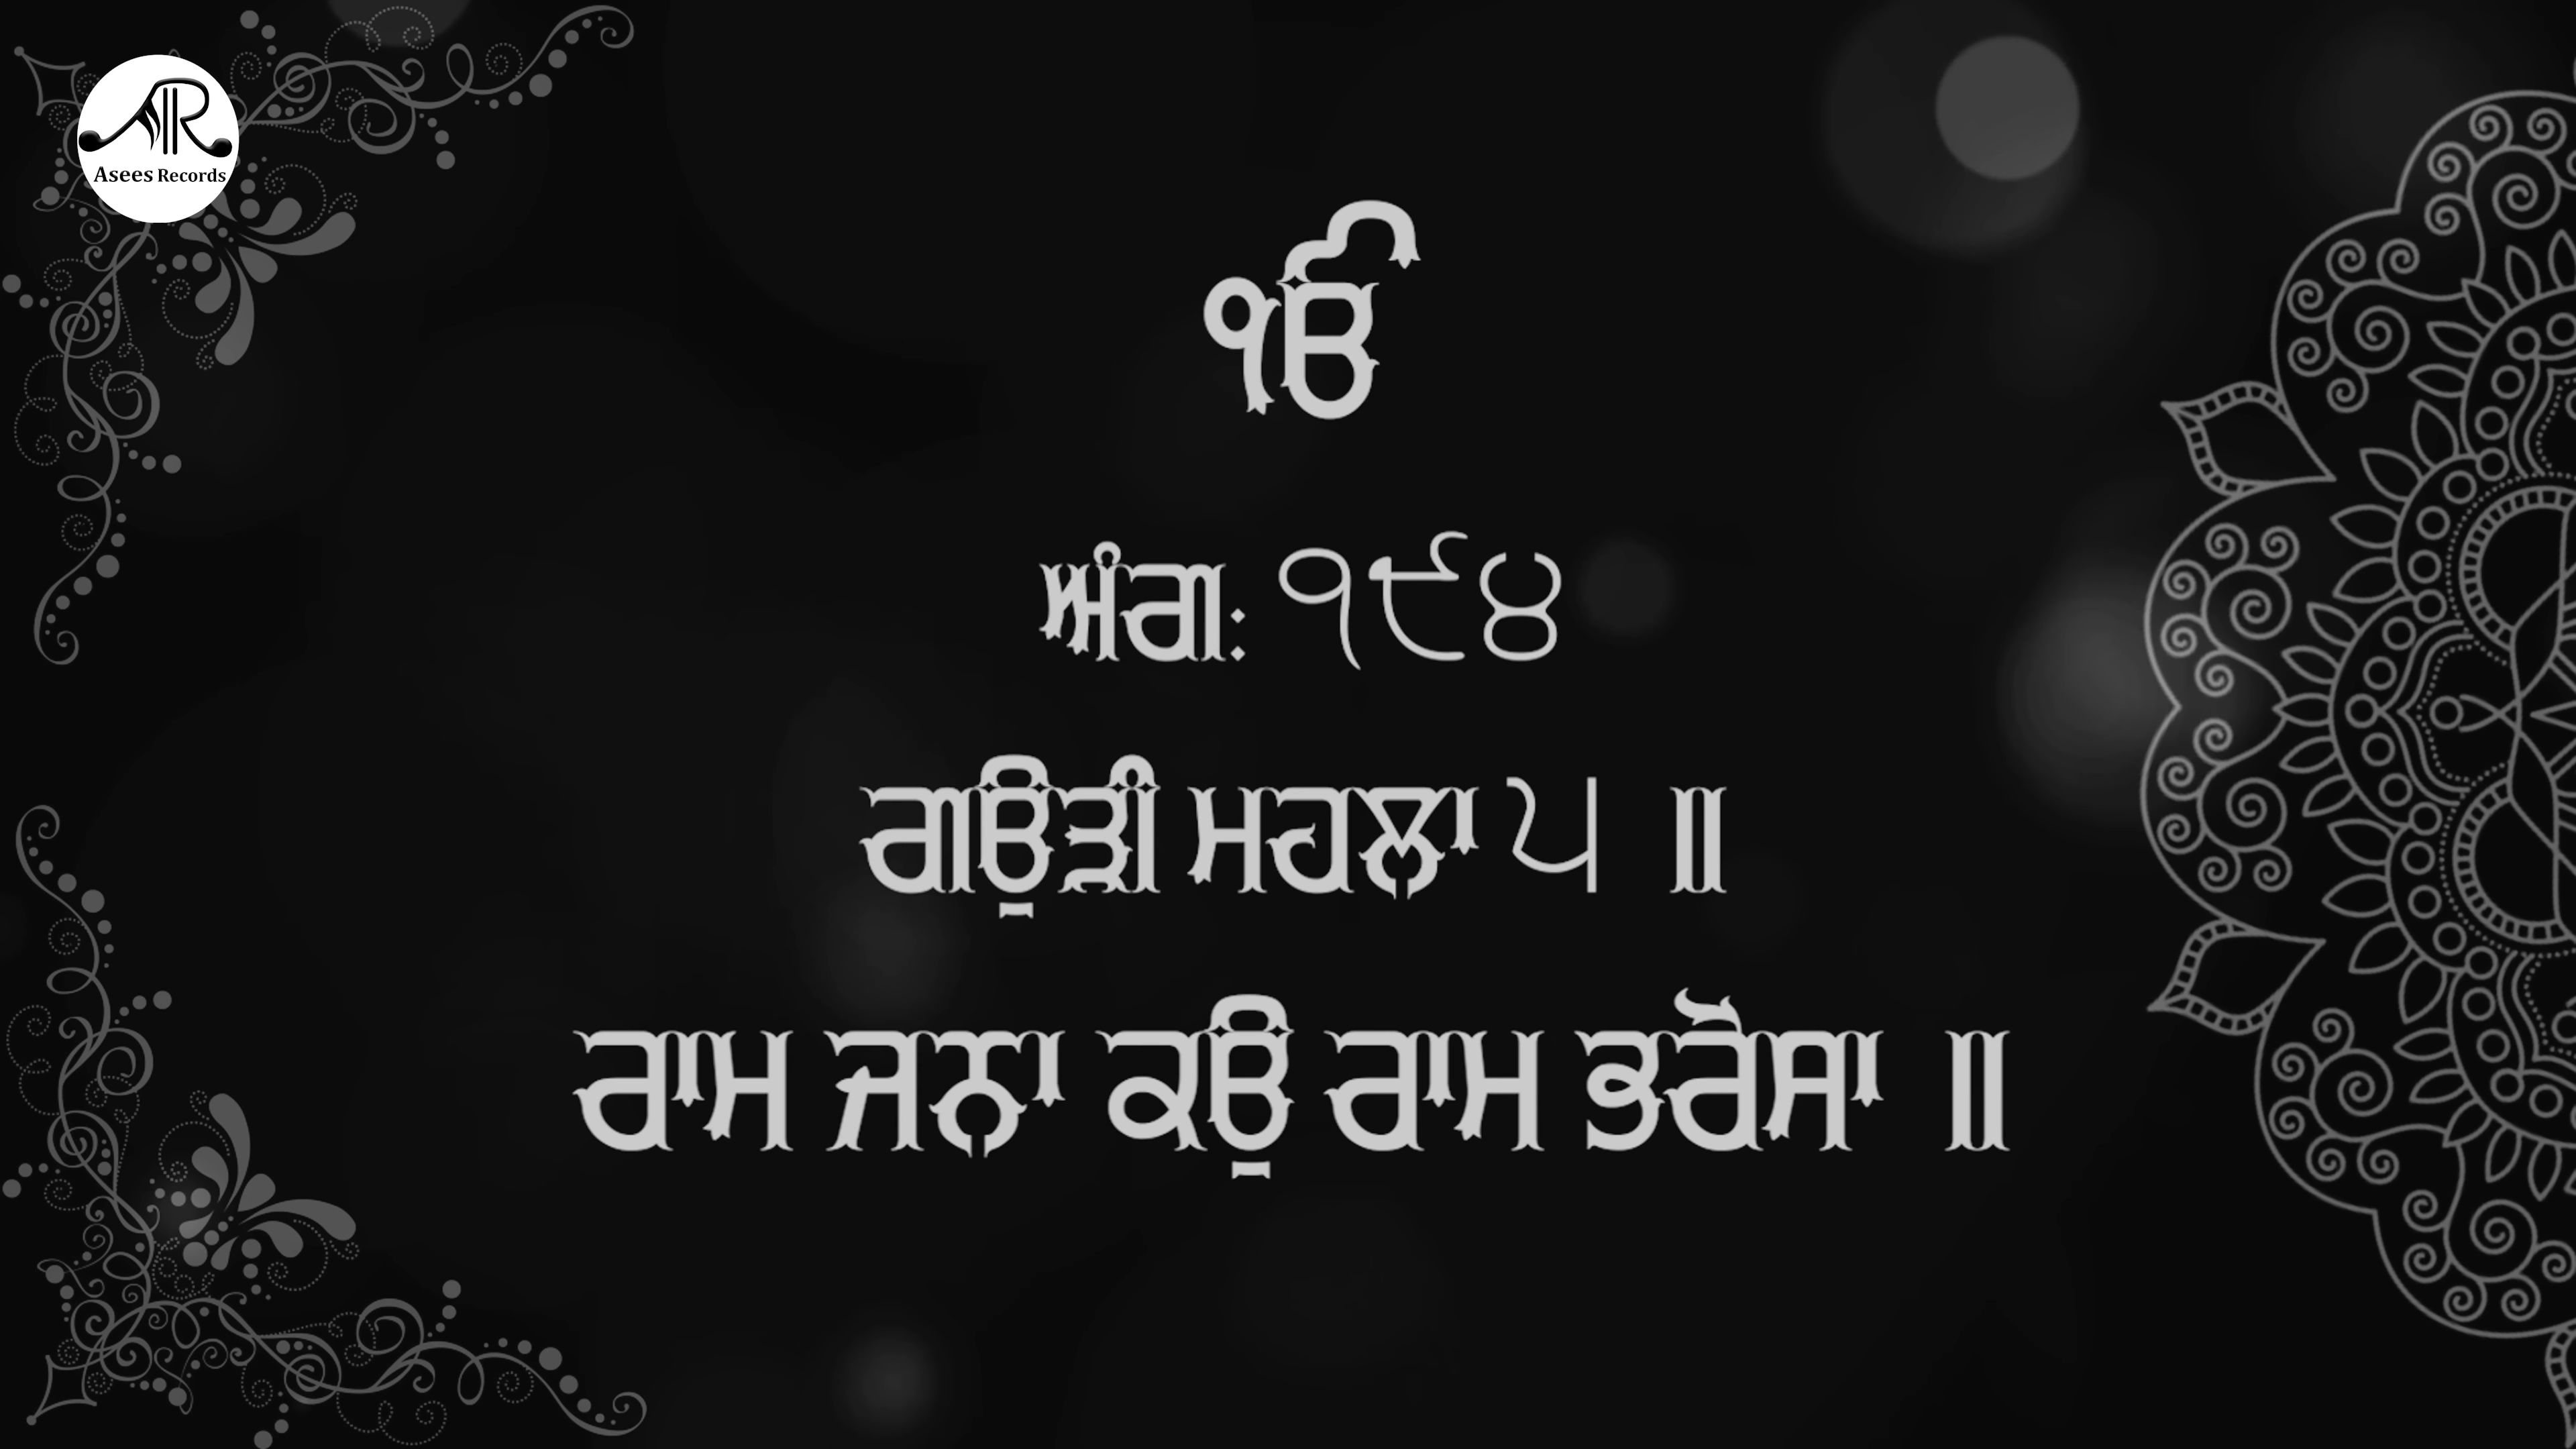 Asees Records
ੴ
ਅੰਗ: ੧੯੪
ਗਉੜੀ ਮਹਲਾ ੫ ॥
ਰਾਮ ਜਨਾ ਕਉ ਰਾਮ ਭਰੋਸਾ ॥